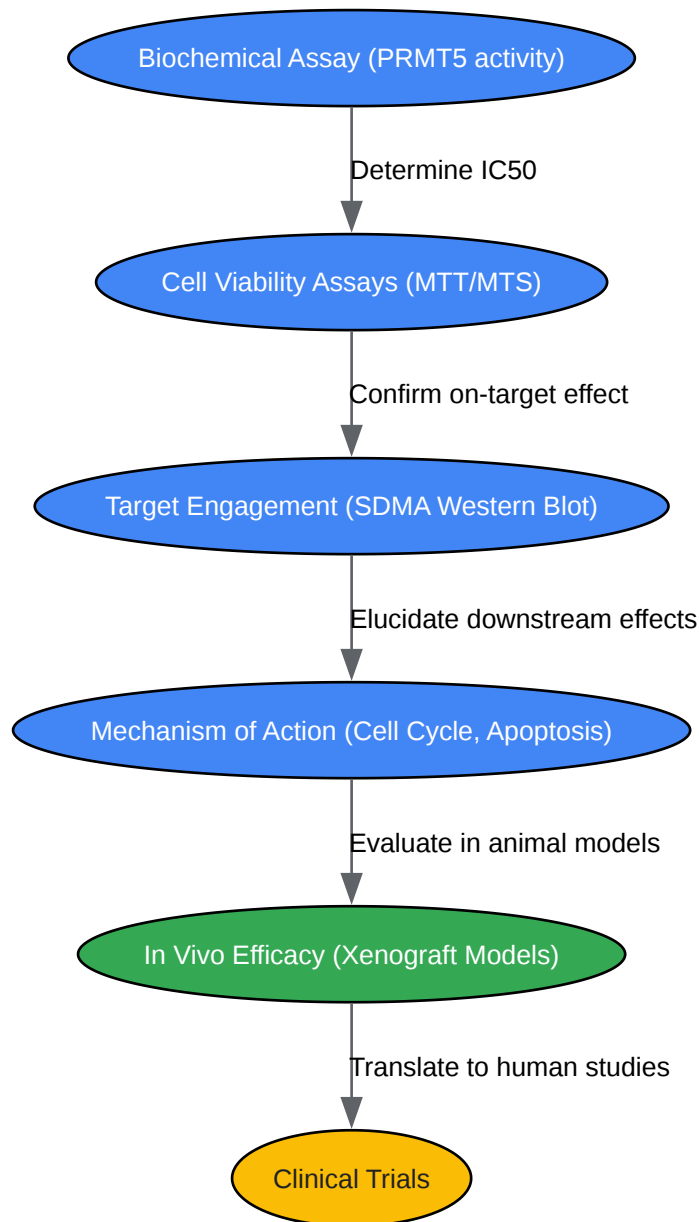 Biochemical Assay (PRMT5 activity)
Determine IC50
Cell Viability Assays (MTT/MTS)
Confirm on-target effect
Target Engagement (SDMA Western Blot)
Elucidate downstream effects
Mechanism of Action (Cell Cycle, Apoptosis)
Evaluate in animal models
In Vivo Efficacy (Xenograft Models)
Translate to human studies
Clinical Trials